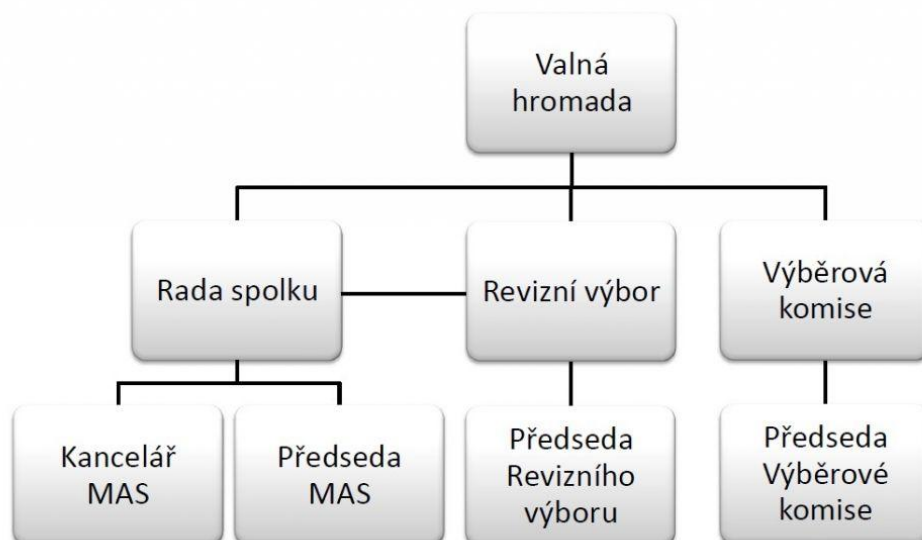 Valná
hromada
Rada spolku
Revizní výbor
Výběrová
komise
Kancelář
MAS
Předseda
MAS
Předseda
Revizního
výboru
Předseda
Výběrové
komise